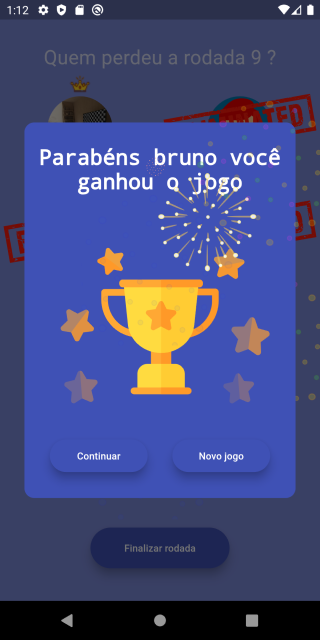 1:12
Quem perdeu a rodada 9 ?
Parabéns bruno você
ganhou o jogo
Continuar
Novo jogo
Finalizar rodada